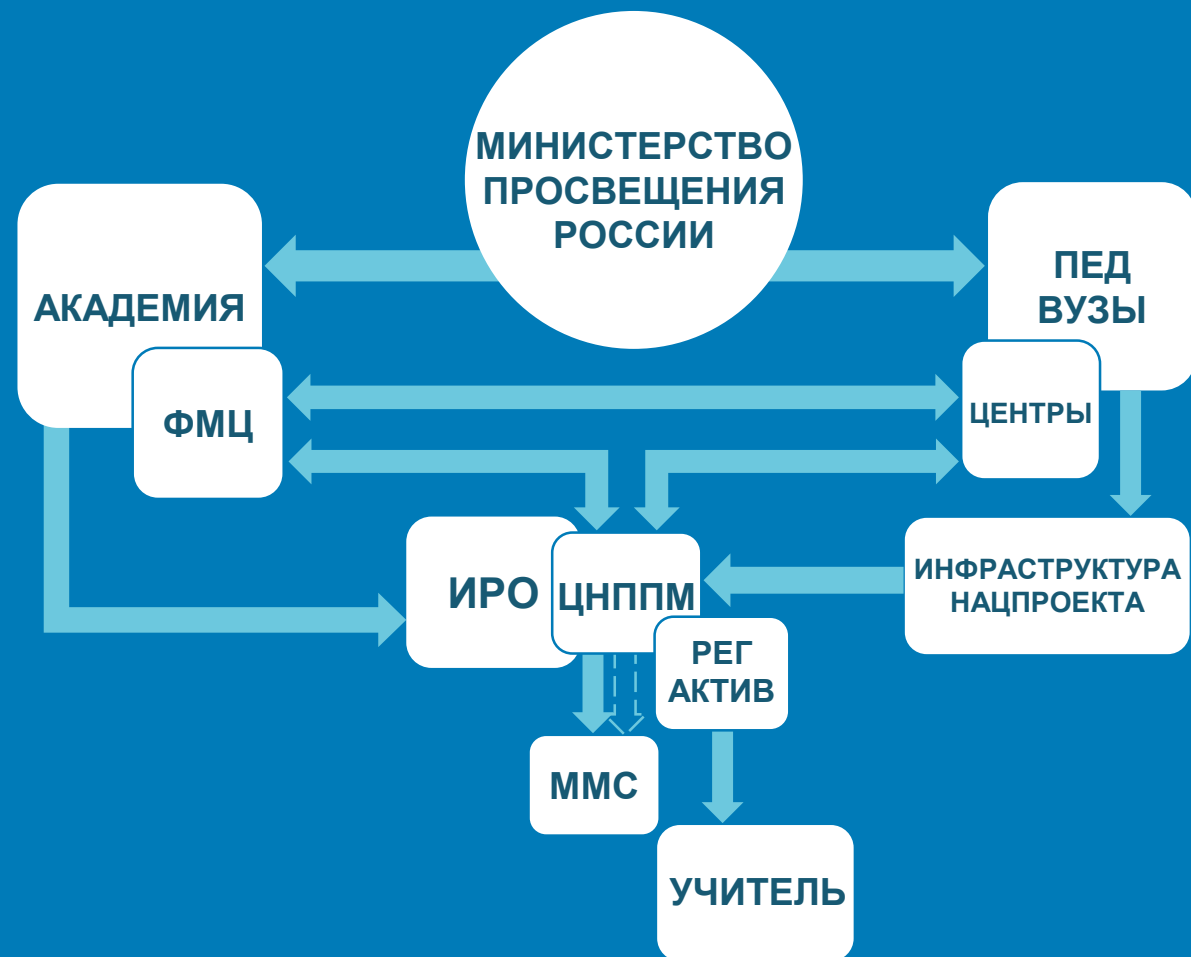 МИНИСТЕРСТВО
ПРОСВЕЩЕНИЯ
РОССИИ
АКАДЕМИЯ
ПЕД
ВУЗЫ
ФМЦ
ЦЕНТРЫ
ИРО
ЦНППМ
ИНФРАСТРУКТУРА
НАЦПРОЕКТА
РЕГ
АКТИВ
ММС
УЧИТЕЛЬ